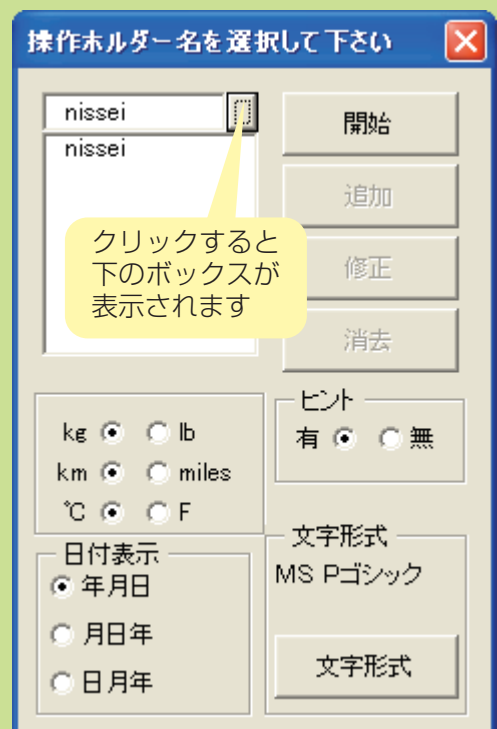 操作ホルダー名を選択して下さい
nissei
nissei
クリックすると
下のボックスが
表示されます
開始
追加
修正
消去
kg lb
km miles
℃ F
ヒント
有 無
日付表示
年月日
月日年
日月年
文字形式
MS Pゴシック
文字形式